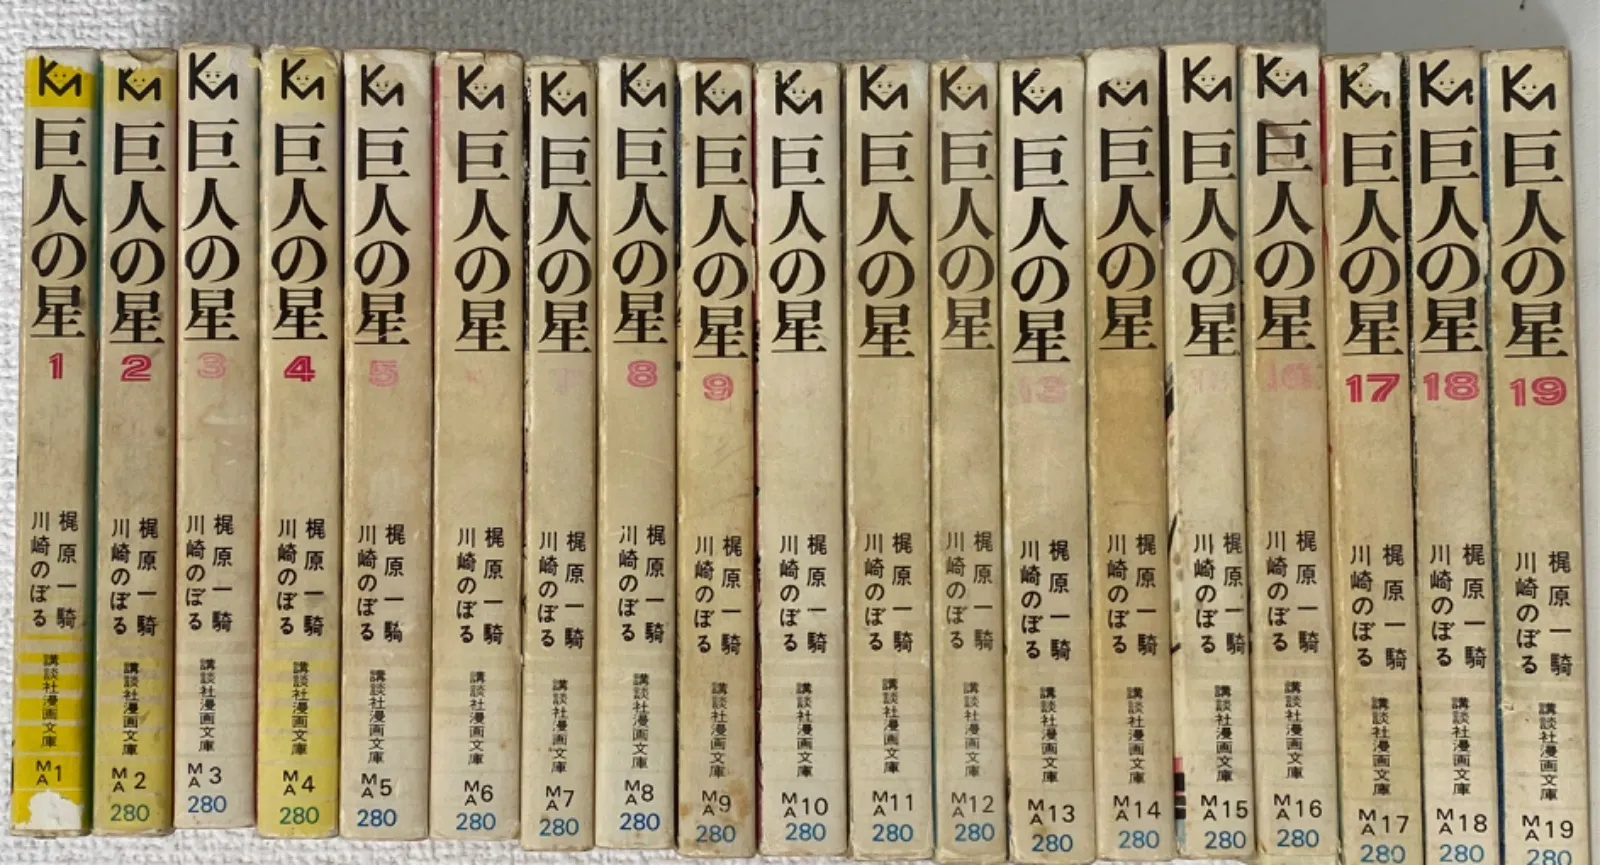 KM
巨人の星
1
梶原一騎
川崎のぼる
講談社漫画文庫
MA1
KM
巨人の星
2
梶原一騎
川崎のぼる
講談社漫画文庫
MA2
280
KM
巨人の星
3
梶原一騎
川崎のぼる
講談社漫画文庫
MA3
280
KM
巨人の星
4
梶原一騎
川崎のぼる
講談社漫画文庫
MA4
280
KM
巨人の星
5
梶原一騎
川崎のぼる
講談社漫画文庫
MA5
280
KM
巨人の星
梶原一騎
川崎のぼる
講談社漫画文庫
MA6
280
KM
巨人の星
梶原一騎
川崎のぼる
講談社漫画文庫
MA7
280
KM
巨人の星
8
梶原一騎
川崎のぼる
講談社漫画文庫
MA8
280
KM
巨人の星
9
梶原一騎
川崎のぼる
講談社漫画文庫
MA9
280
KM
巨人の星
梶原一騎
川崎のぼる
講談社漫画文庫
MA10
280
KM
巨人の星
梶原一騎
川崎のぼる
講談社漫画文庫
MA11
280
KM
巨人の星
梶原一騎
川崎のぼる
講談社漫画文庫
MA12
280
KM
巨人の星
13
梶原一騎
川崎のぼる
講談社漫画文庫
MA13
280
M
巨人の星
梶原一騎
川崎のぼる
講談社漫画文庫
MA14
280
KM
巨人の星
梶原一騎
川崎のぼる
講談社漫画文庫
MA15
280
KM
巨人の星
16
梶原一騎
川崎のぼる
講談社漫画文庫
MA16
280
KM
巨人の星
17
梶原一騎
川崎のぼる
講談社漫画文庫
MA17
280
KM
巨人の星
18
梶原一騎
川崎のぼる
講談社漫画文庫
MA18
280
KM
巨人の星
19
梶原一騎
川崎のぼる
講談社漫画文庫
MA19
280